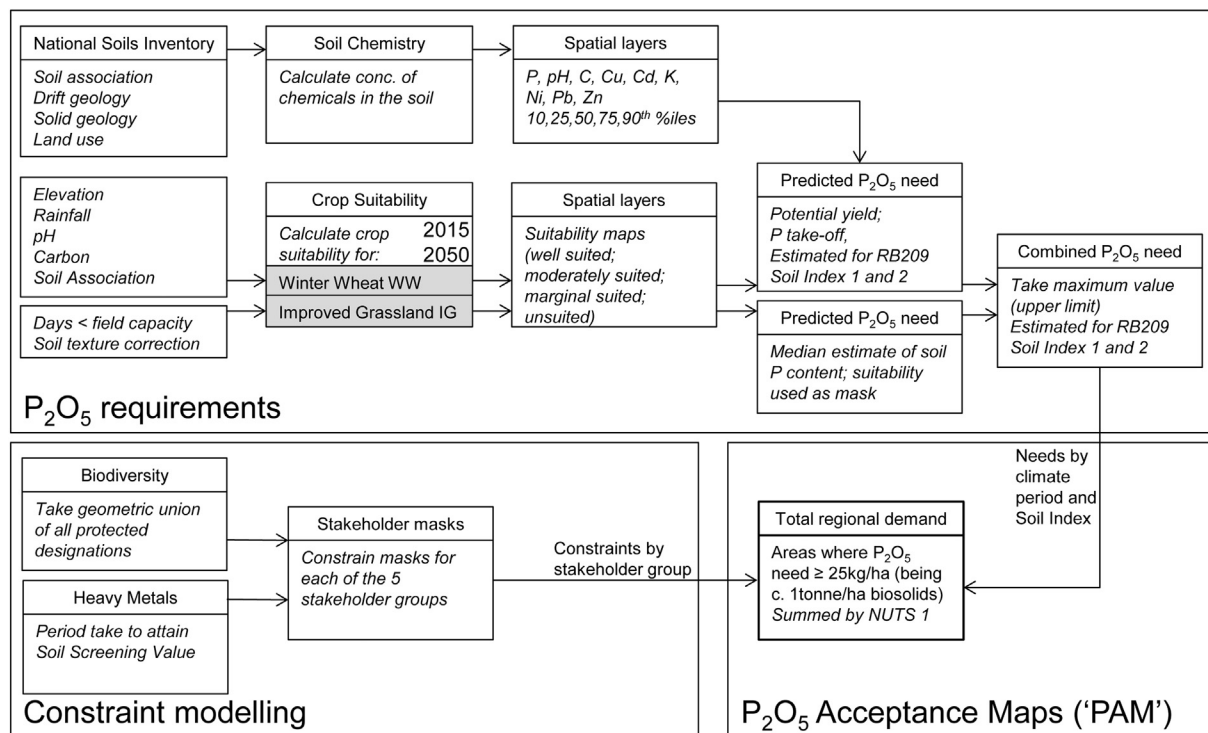 National Soils Inventory
Soil association
Drift geology
Solid geology
Land use
Soil Chemistry
Calculate conc. of
chemicals in the soil
Spatial layers
P, pH, C, Cu, Cd, K,
Ni, Pb, Zn
10,25,50,75,90th %iles
Elevation
Rainfall
pH
Carbon
Soil Association
Days < field capacity
Soil texture correction
Crop Suitability
Calculate crop 2015
suitability for: 2050
Winter Wheat WW
Improved Grassland IG
Spatial layers
Suitability maps
(well suited;
moderately suited;
marginal suited;
unsuited)
Predicted P2O5 need
Potential yield;
P take-off,
Estimated for RB209
Soil Index 1 and 2
Predicted P2O5 need
Median estimate of soil
P content; suitability
used as mask
Combined P2O5 need
Take maximum value
(upper limit)
Estimated for RB209
Soil Index 1 and 2
P2O5 requirements
Biodiversity
Take geometric union
of all protected
designations
Heavy Metals
Period take to attain
Soil Screening Value
Stakeholder masks
Constrain masks for
each of the 5
stakeholder groups
Constraints by
stakeholder group
Constraint modelling
Needs by
climate
period and
Soil Index
Total regional demand
Areas where P2O5
need ≥ 25kg/ha (being
c. 1tonne/ha biosolids)
Summed by NUTS 1
P2O5 Acceptance Maps (‘PAM’)